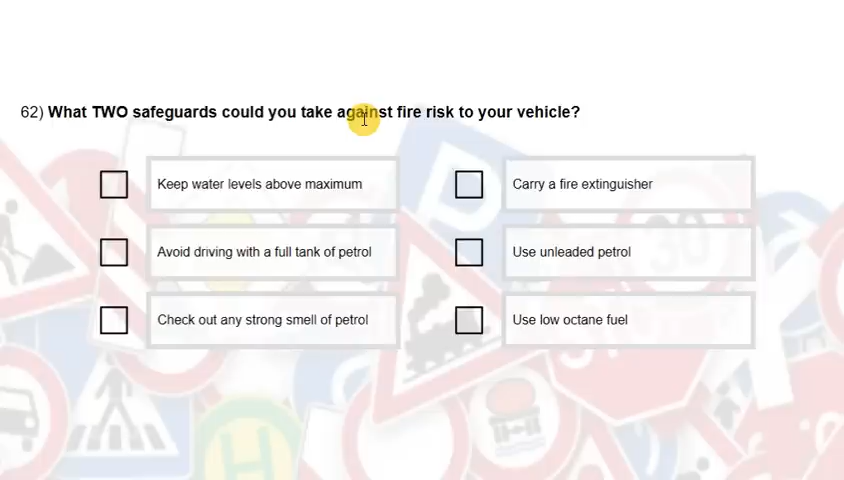 62) What TWO safeguards could you take against fire risk to your vehicle?
Keep water levels above maximum
Carry a fire extinguisher
Avoid driving with a full tank of petrol
Use unleaded petrol
Check out any strong smell of petrol
Use low octane fuel
P
30
H